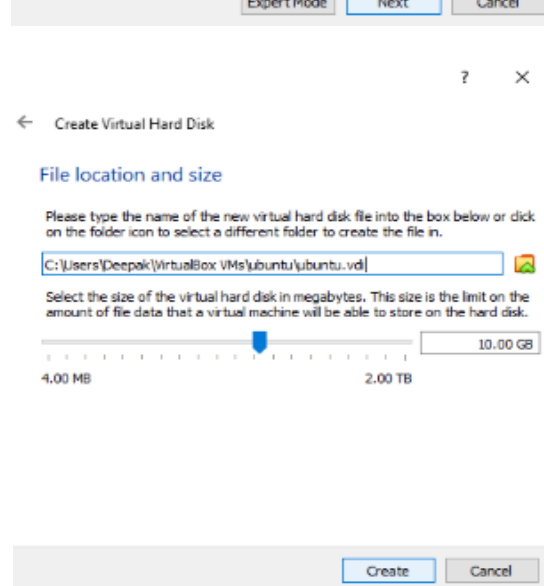 Expert Mode Next Cancel
? ×
← Create Virtual Hard Disk
File location and size
Please type the name of the new virtual hard disk file into the box below or click
on the folder icon to select a different folder to create the file in.
C:\Users\Deepak\VirtualBox VMs\ubuntu\ubuntu.vdi
Select the size of the virtual hard disk in megabytes. This size is the limit on the
amount of file data that a virtual machine will be able to store on the hard disk.
10.00 GB
4.00 MB 2.00 TB
Create Cancel